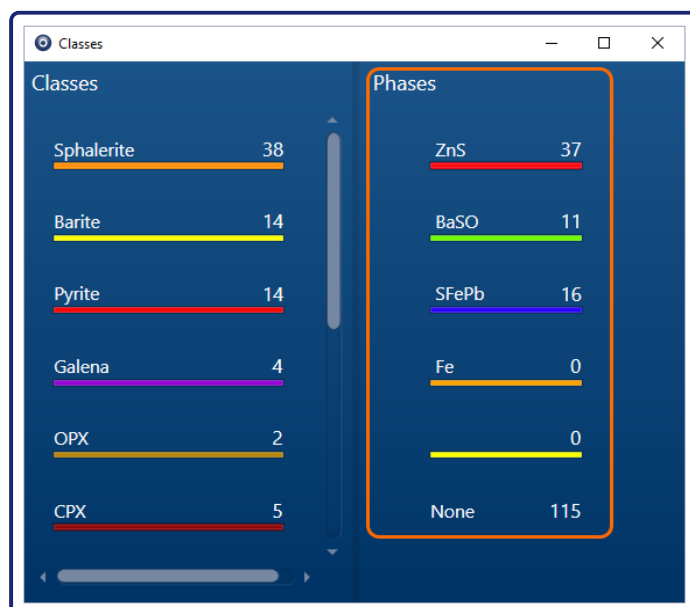 Classes
Classes
Sphalerite 38
Barite 14
Pyrite 14
Galena 4
OPX 2
CPX 5
Phases
ZnS 37
BaSO 11
SFePb 16
Fe 0
0
None 115